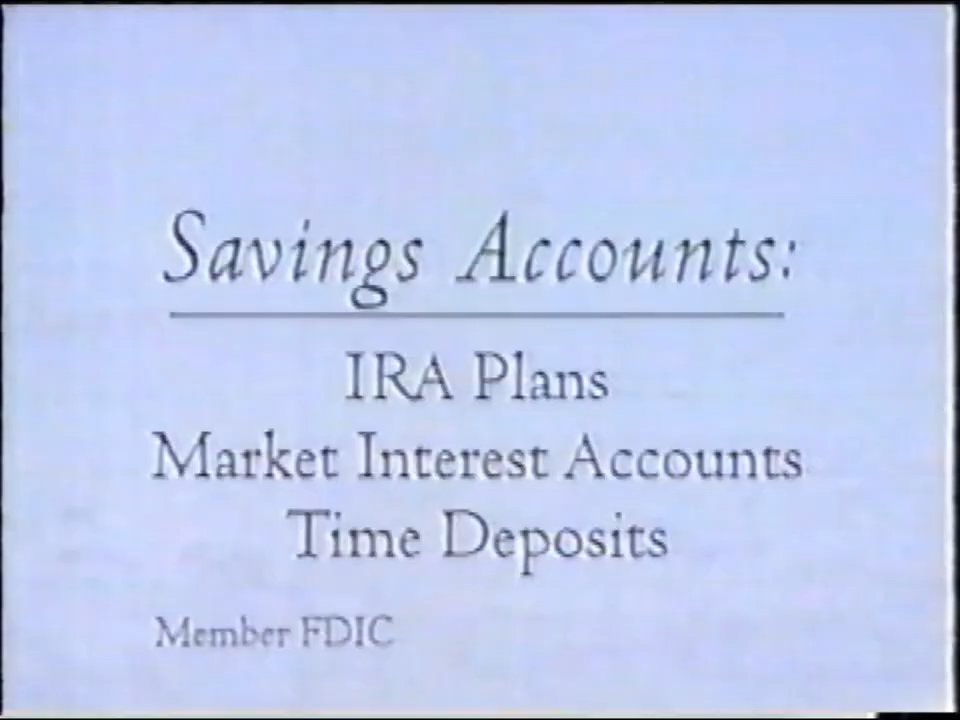 Savings Accounts:
IRA Plans
Market Interest Accounts
Time Deposits
Member FDIC